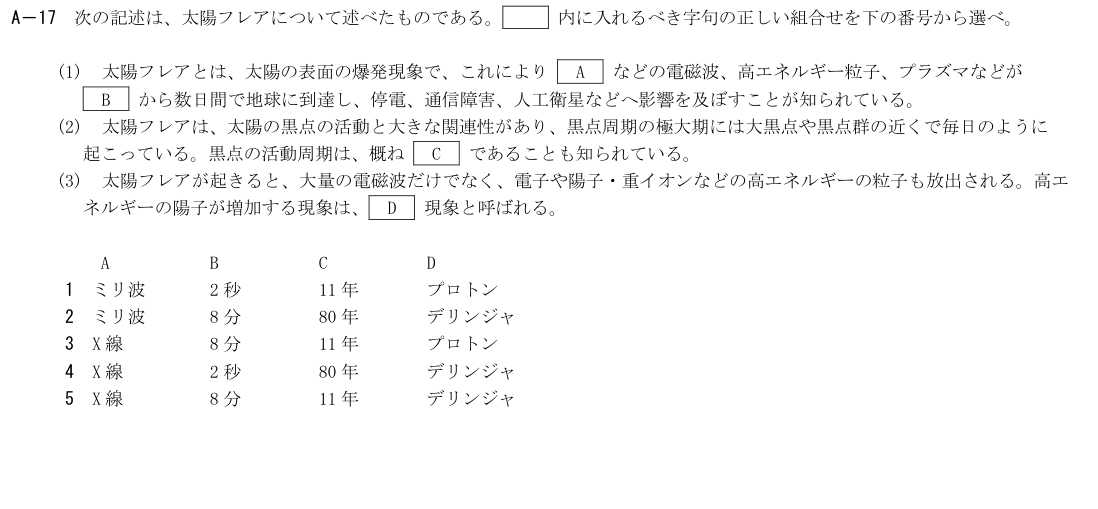 A－17 次の記述は、太陽フレアについて述べたものである。 内に入れるべき字句の正しい組合せを下の番号から選べ。
(1) 太陽フレアとは、太陽の表面の爆発現象で、これにより A などの電磁波、高エネルギー粒子、プラズマなどが
B から数日間で地球に到達し、停電、通信障害、人工衛星などへ影響を及ぼすことが知られている。
(2) 太陽フレアは、太陽の黒点の活動と大きな関連性があり、黒点周期の極大期には大黒点や黒点群の近くで毎日のように
起こっている。黒点の活動周期は、概ね C であることも知られている。
(3) 太陽フレアが起きると、大量の電磁波だけでなく、電子や陽子・重イオンなどの高エネルギーの粒子も放出される。高エ
ネルギーの陽子が増加する現象は、 D 現象と呼ばれる。
A B C D
1 ミリ波 2秒 11年 プロトン
2 ミリ波 8分 80年 デリンジャ
3 X線 8分 11年 プロトン
4 X線 2秒 80年 デリンジャ
5 X線 8分 11年 デリンジャ